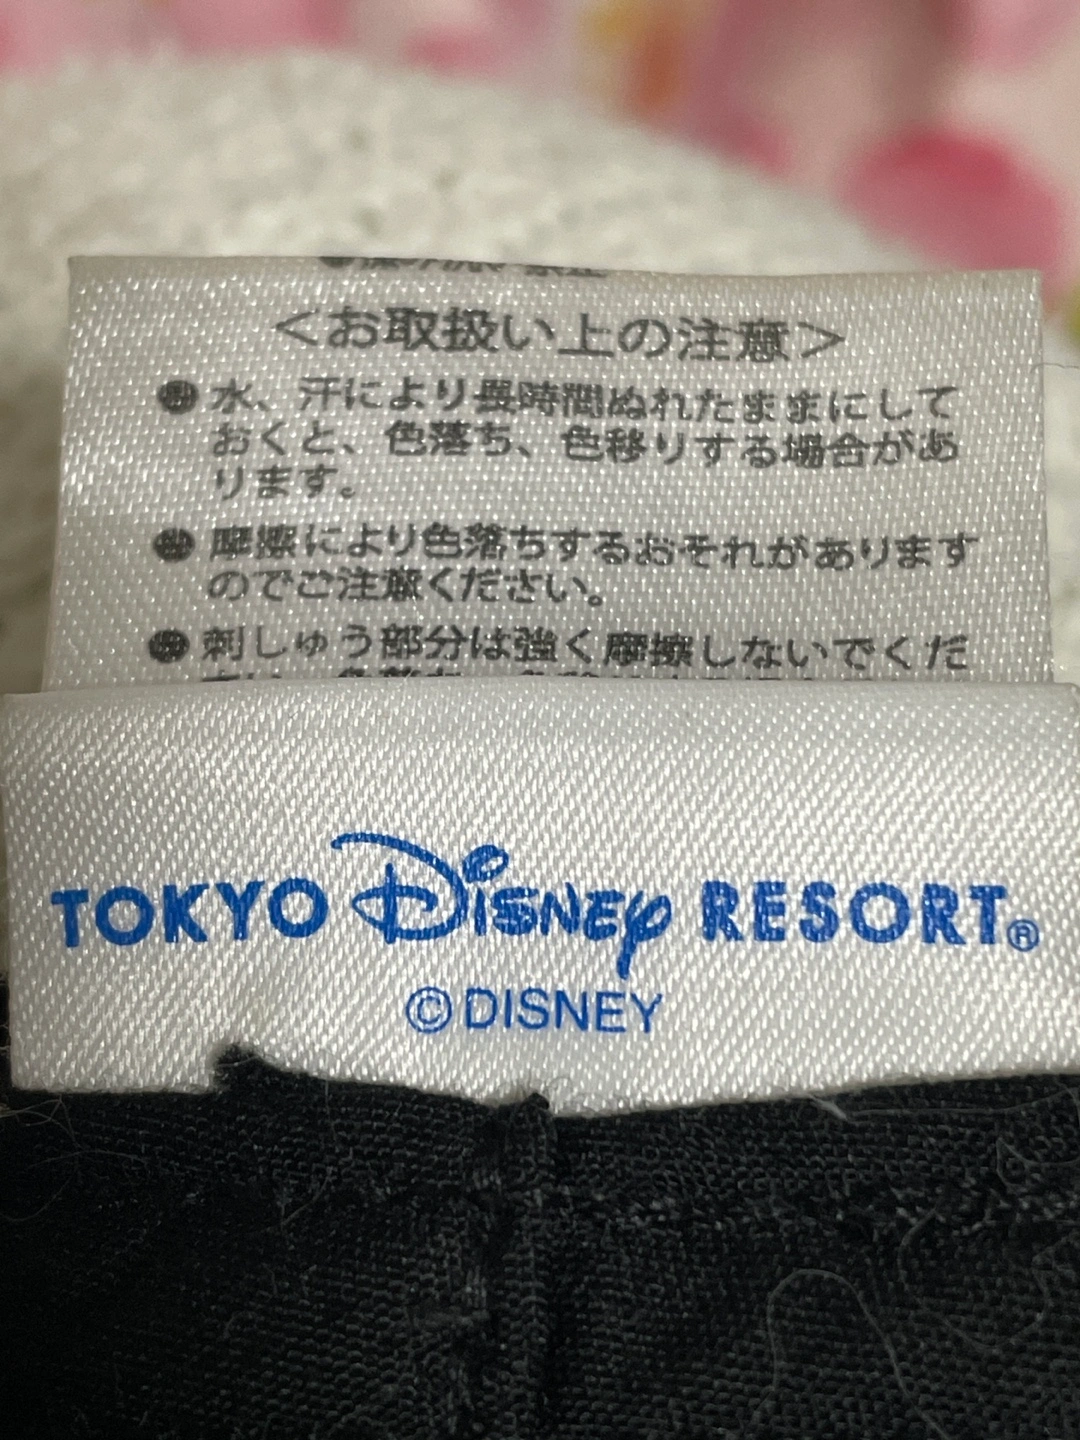 <お取扱い上の注意>
● 水、汗により長時間ぬれたままにして
おくと、色落ち、色移りする場合があ
ります。
● 摩擦により色落ちするおそれがあります
のでご注意ください。
● 刺しゅう部分は強く摩擦しないでくだ
TOKYO Disney RESORT®
©DISNEY